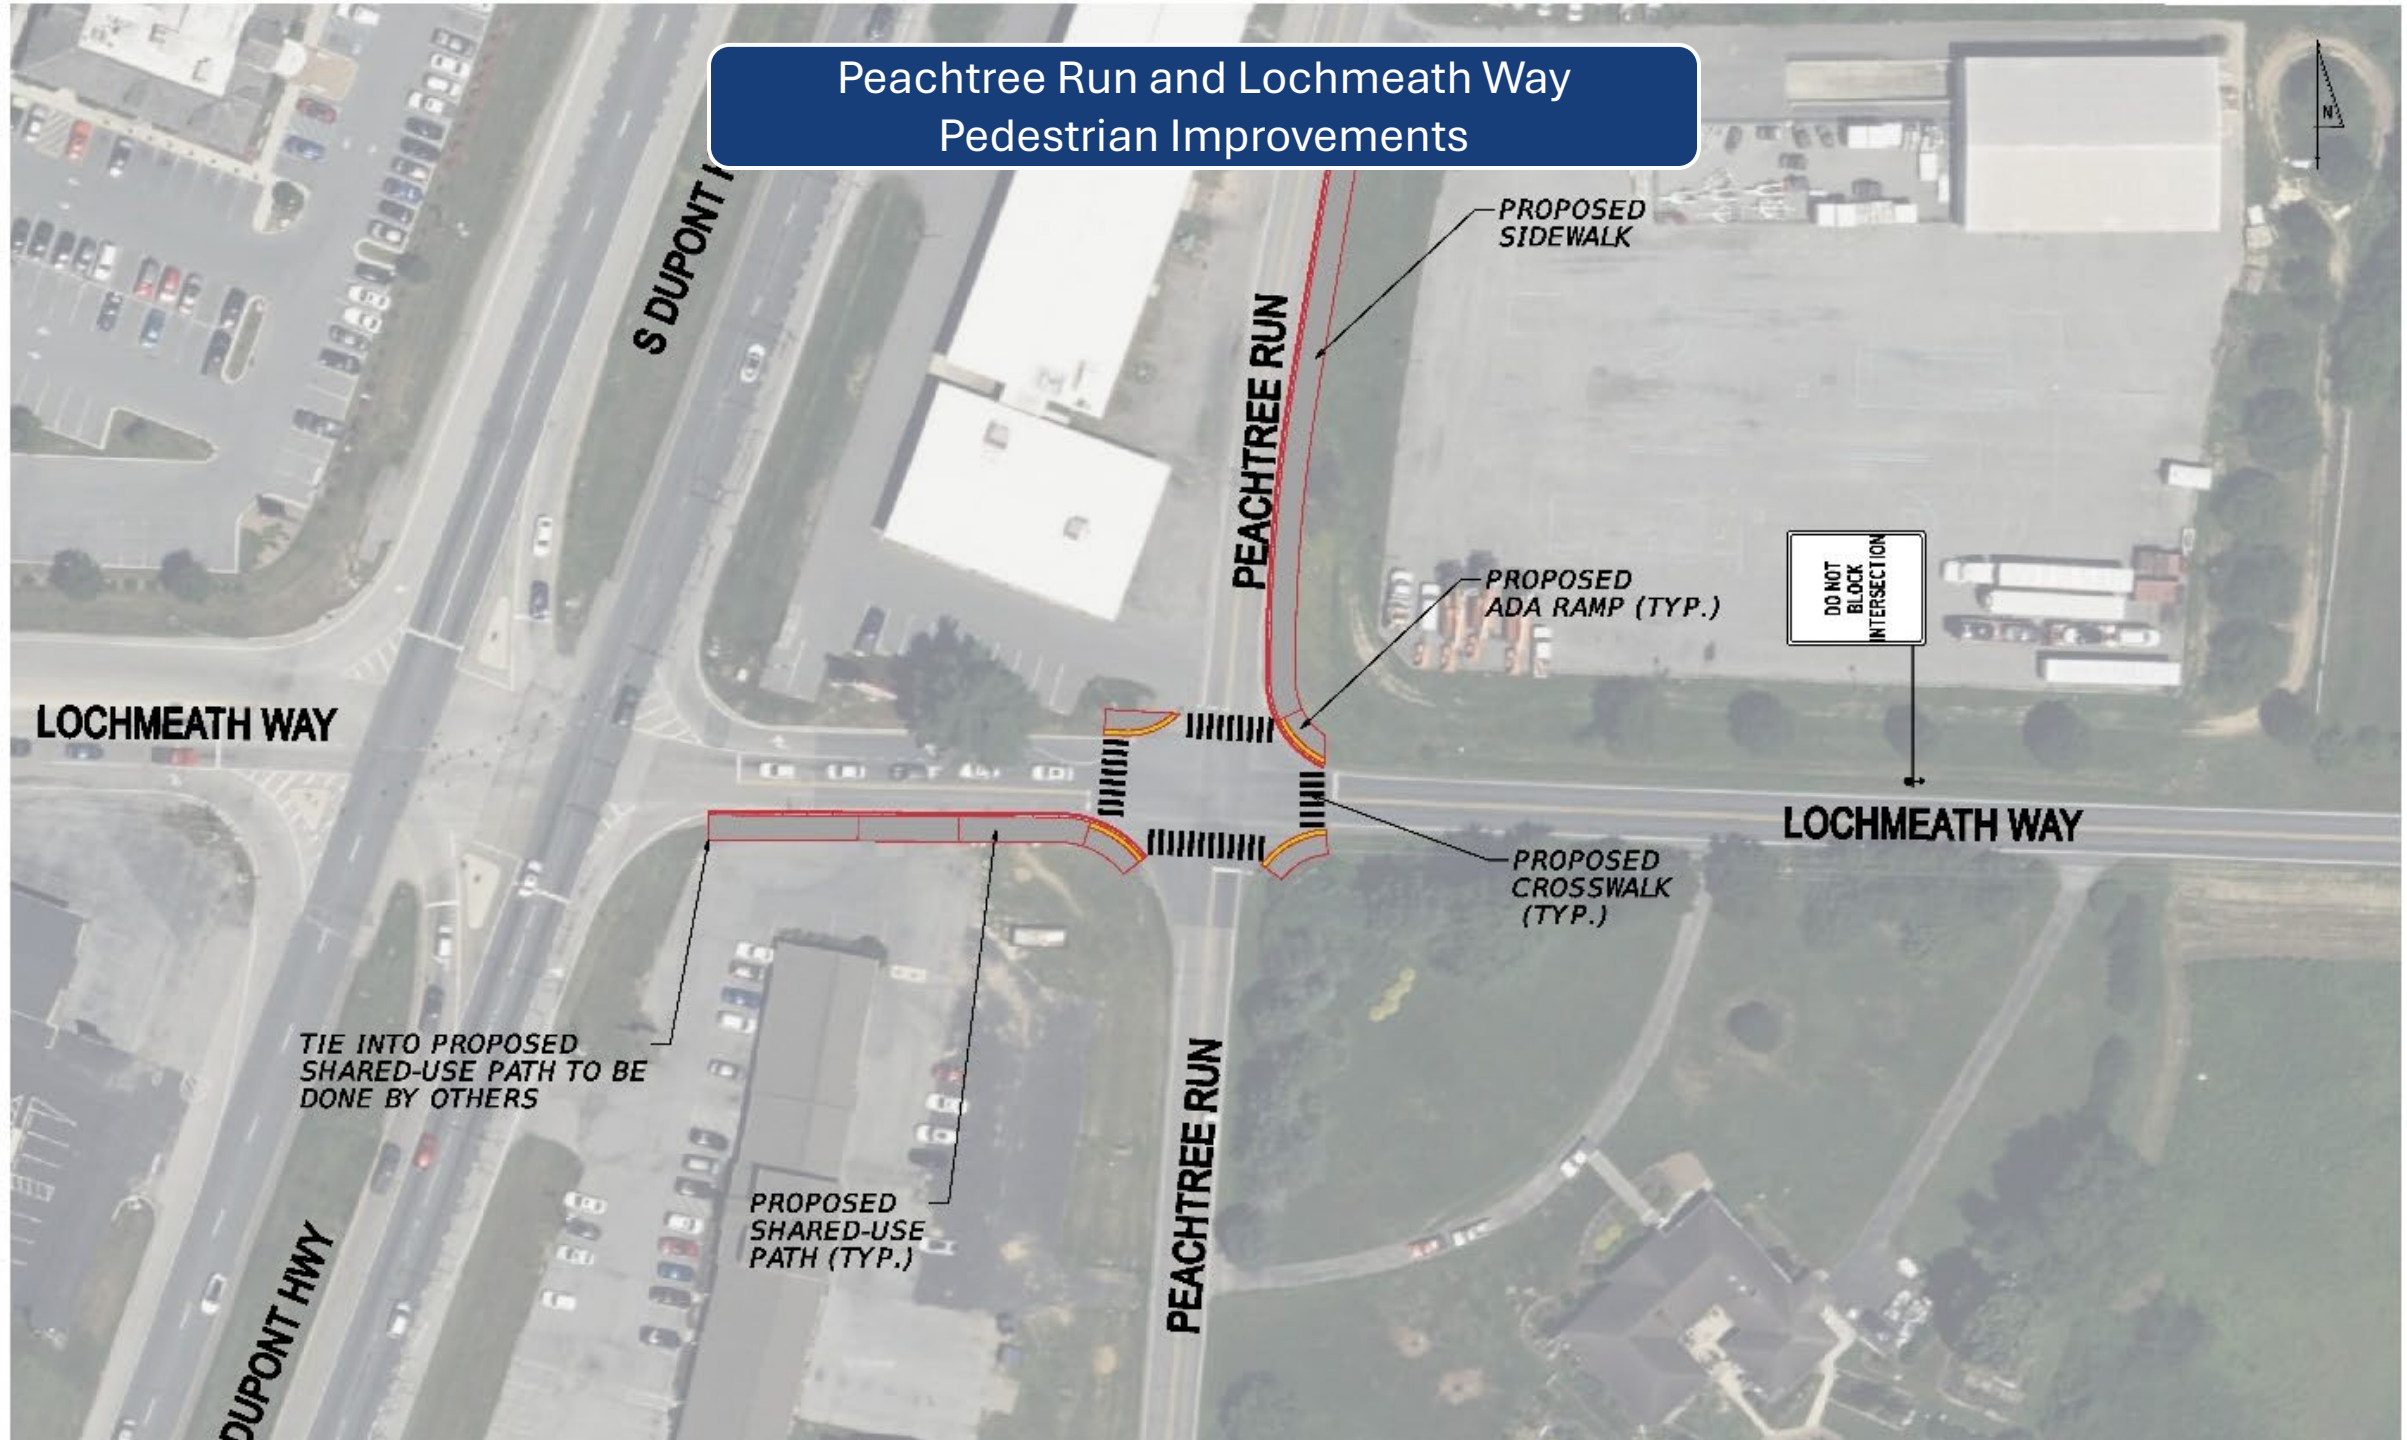 Peachtree Run and Lochmeath Way
Pedestrian Improvements
N
S DUPONT
PROPOSED
SIDEWALK
PEACHTREE RUN
PROPOSED
ADA RAMP (TYP.)
DO NOT
BLOCK
INTERSECTION
LOCHMEATH WAY
LOCHMEATH WAY
PROPOSED
CROSSWALK
(TYP.)
TIE INTO PROPOSED
SHARED-USE PATH TO BE
DONE BY OTHERS
PROPOSED
SHARED-USE
PATH (TYP.)
PEACHTREE RUN
DUPONT HWY